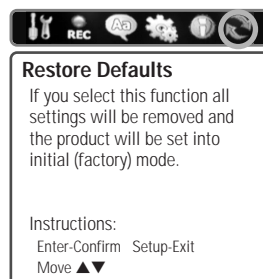 REC
Aa
i
Restore Defaults
If you select this function all
settings will be removed and
the product will be set into
initial (factory) mode.
Instructions:
Enter-Confirm Setup-Exit
Move ▲▼